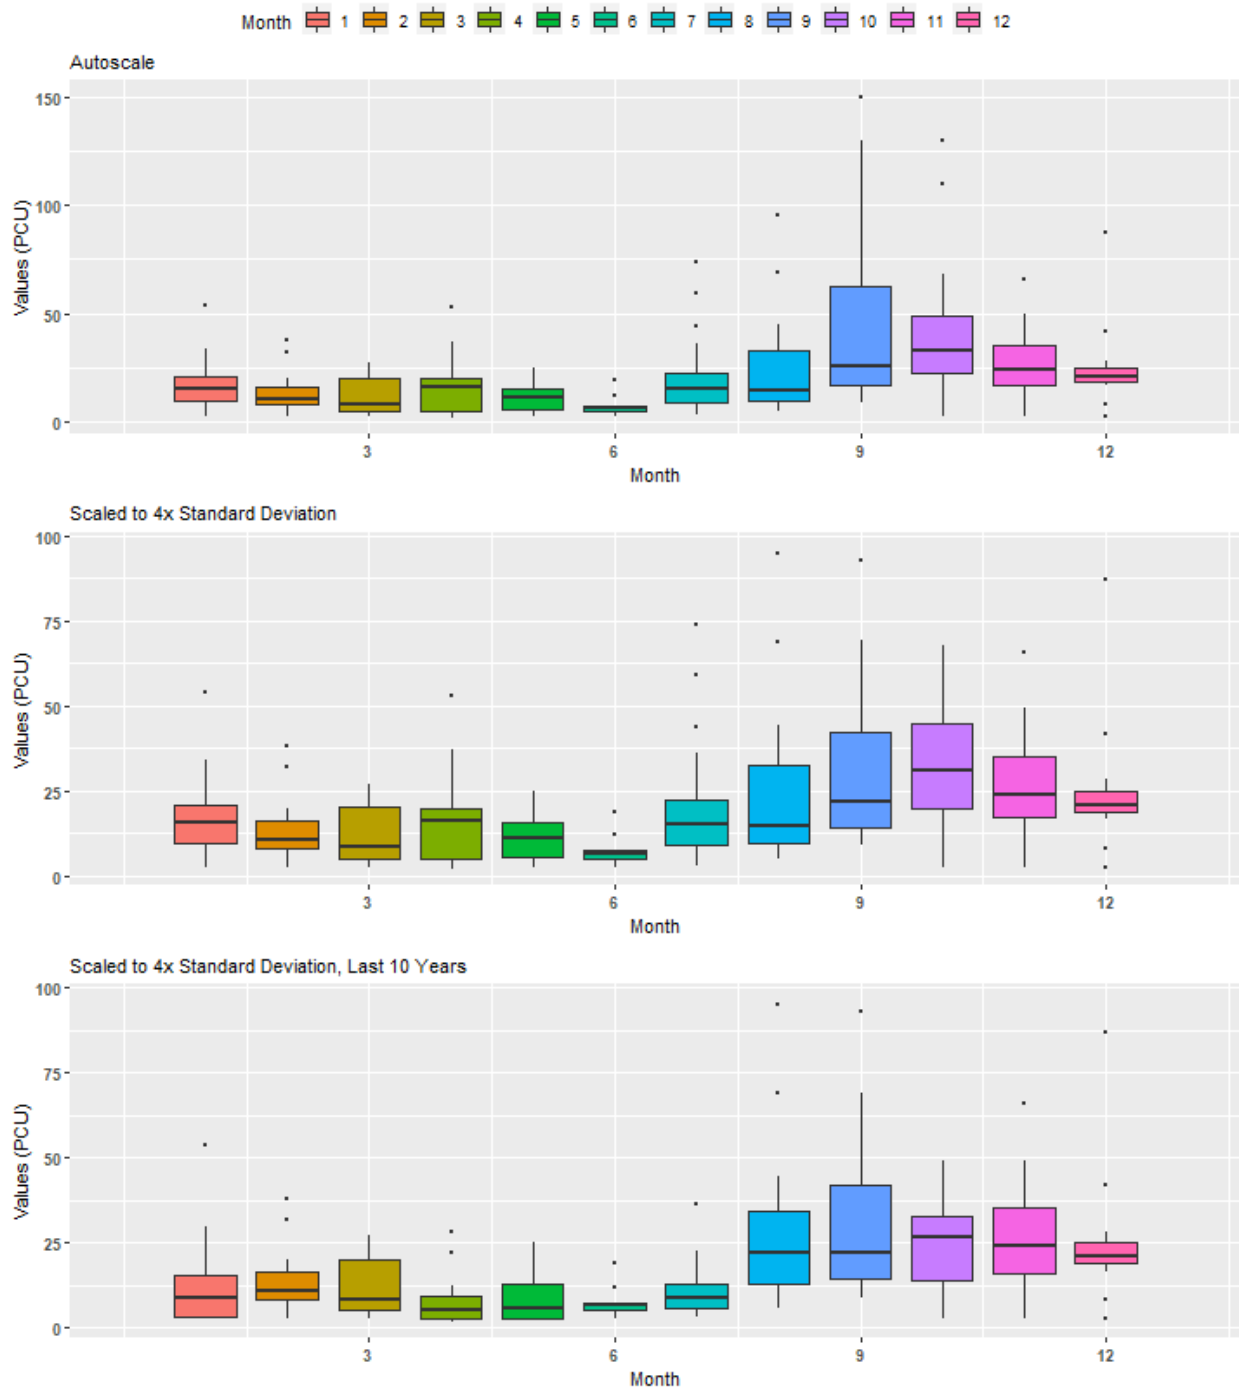 Month 1 2 3 4 5 6 7 8 9 10 11 12
Autoscale
Values (PCU)
150
100
50
0
3 6 9 12
Month
Scaled to 4x Standard Deviation
Values (PCU)
100
75
50
25
0
3 6 9 12
Month
Scaled to 4x Standard Deviation, Last 10 Years
Values (PCU)
100
75
50
25
0
3 6 9 12
Month